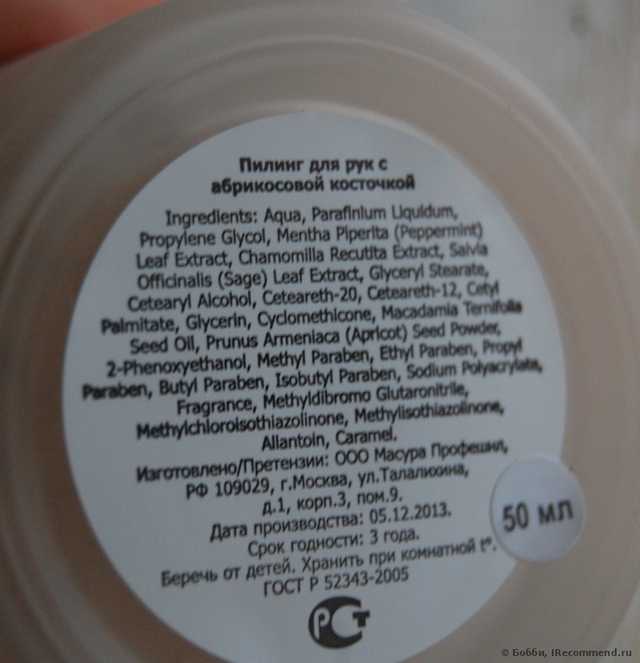 Пилинг для рук с
абрикосовой косточкой
Ingredients: Aqua, Parafinium Liquidum,
Propylene Glycol, Mentha Piperita (Peppermint)
Leaf Extract, Chamomilla Recutita Extract, Salvia
Officinalis (Sage) Leaf Extract, Glyceryl Stearate,
Cetearyl Alcohol, Ceteareth-20, Ceteareth-12, Cetyl
Palmitate, Glycerin, Cyclomethicone, Macadamia Ternifolia
Seed Oil, Prunus Armeniaca (Apricot) Seed Powder,
2-Phenoxyethanol, Methyl Paraben, Ethyl Paraben, Propyl
Paraben, Butyl Paraben, Isobutyl Paraben, Sodium Polyacrylate,
Fragrance, Methyldibromo Glutaronitrile,
Methylchloroisothiazolinone, Methylisothiazolinone,
Allantoin, Caramel.
Изготовлено/Претензии: ООО Масура Профешнл,
РФ 109029, г.Москва, ул.Талалихина,
д.1, корп.3, пом.9.
Дата производства: 05.12.2013.
Срок годности: 3 года.
Беречь от детей. Хранить при комнатной t°.
ГОСТ Р 52343-2005
РСТ
50 мл
© Бобби, IRecommend.ru